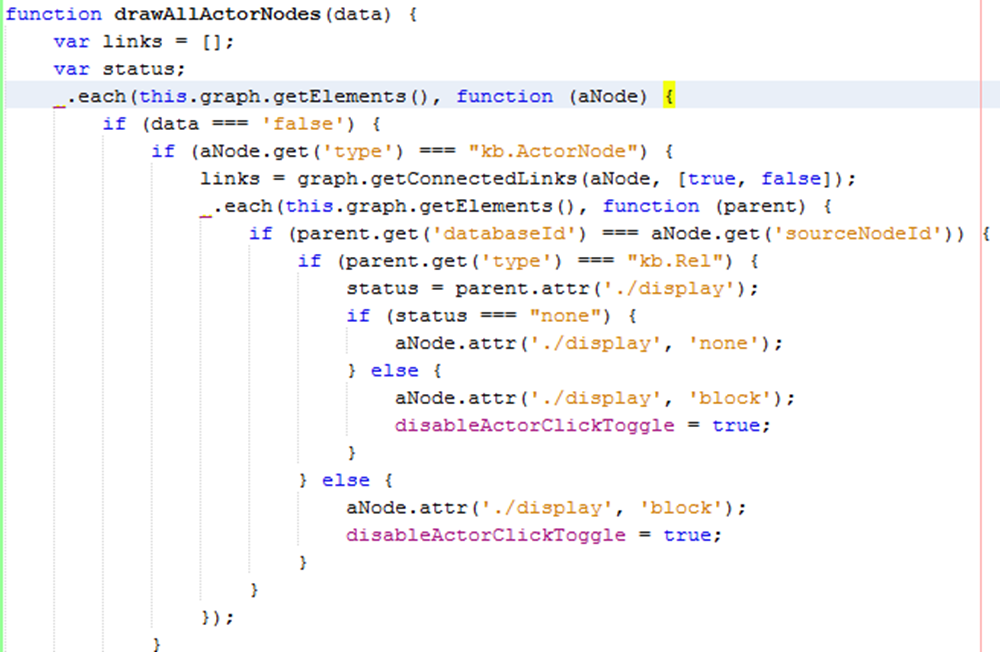 function drawAllActorNodes(data) {
    var links = [];
    var status;
    _.each(this.graph.getElements(), function (aNode) {
        if (data === 'false') {
            if (aNode.get('type') === "kb.ActorNode") {
                links = graph.getConnectedLinks(aNode, [true, false]);
                _.each(this.graph.getElements(), function (parent) {
                    if (parent.get('databaseId') === aNode.get('sourceNodeId')) {
                        if (parent.get('type') === "kb.Rel") {
                            status = parent.attr('./display');
                            if (status === "none") {
                                aNode.attr('./display', 'none');
                            } else {
                                aNode.attr('./display', 'block');
                                disableActorClickToggle = true;
                            }
                        } else {
                            aNode.attr('./display', 'block');
                            disableActorClickToggle = true;
                        }
                    }
                });
            }